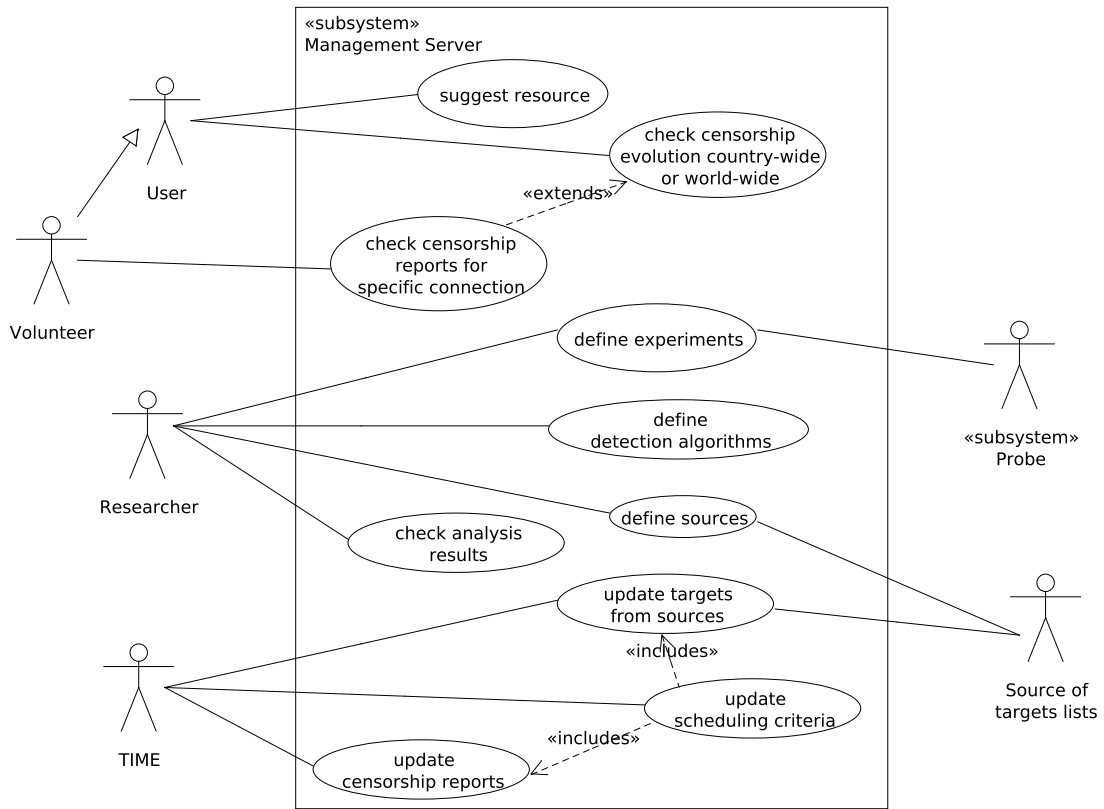 «subsystem»
Management Server
suggest resource
check censorship
evolution country-wide
or world-wide
User
«extends»
check censorship
reports for
specific connection
Volunteer
define experiments
define
detection algorithms
«subsystem»
Probe
Researcher
define sources
check analysis
results
update targets
from sources
«includes»
Source of
targets lists
update
scheduling criteria
«includes»
TIME
update
censorship reports